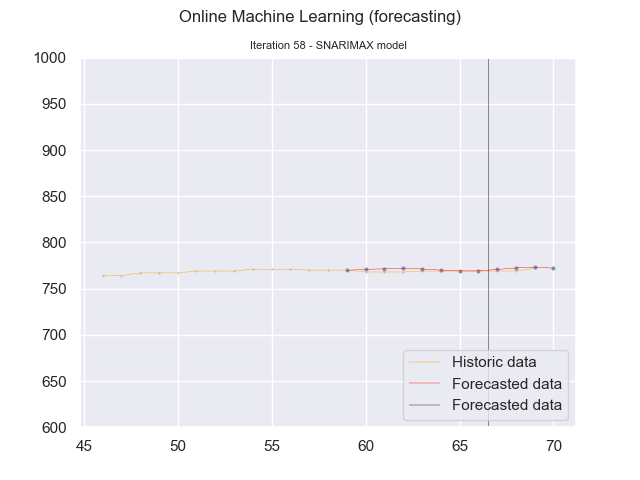 Online Machine Learning (forecasting)
Iteration 58 - SNARIMAX model
1000
950
900
850
800
750
700
650
600
Historic data
Forecasted data
Forecasted data
45 50 55 60 65 70